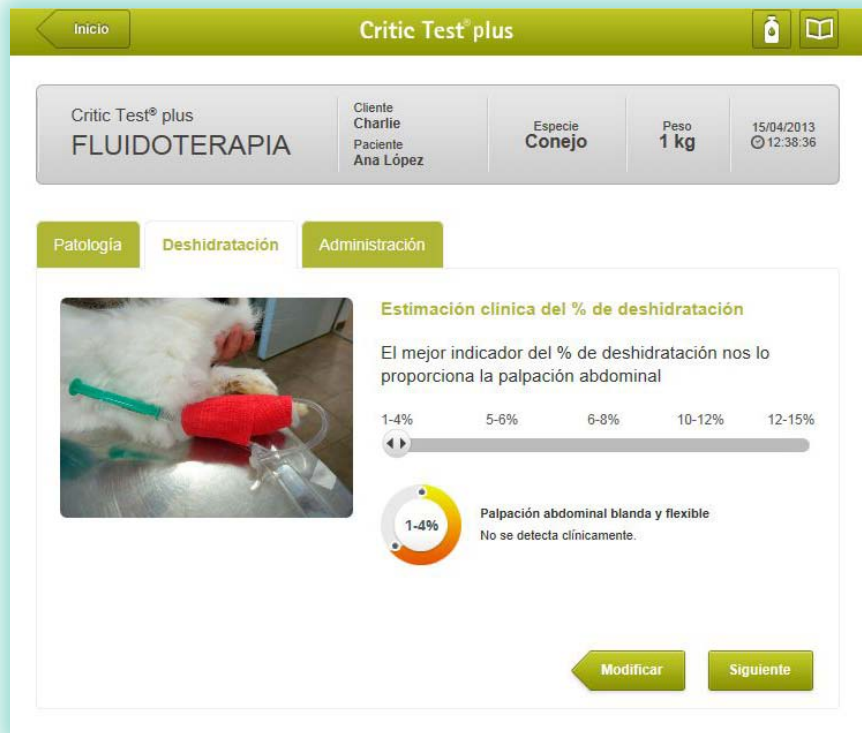 Inicio
Critic Test® plus
Critic Test® plus
FLUIDOTERAPIA
Cliente
Charlie
Paciente
Ana López
Especie
Conejo
Peso
1 kg
15/04/2013
12:38:36
Patología
Deshidratación
Administración
Estimación clinica del % de deshidratación
El mejor indicador del % de deshidratación nos lo
proporciona la palpación abdominal
1-4% 5-6% 6-8% 10-12% 12-15%
1-4%
Palpación abdominal blanda y flexible
No se detecta clínicamente.
Modificar
Siguiente